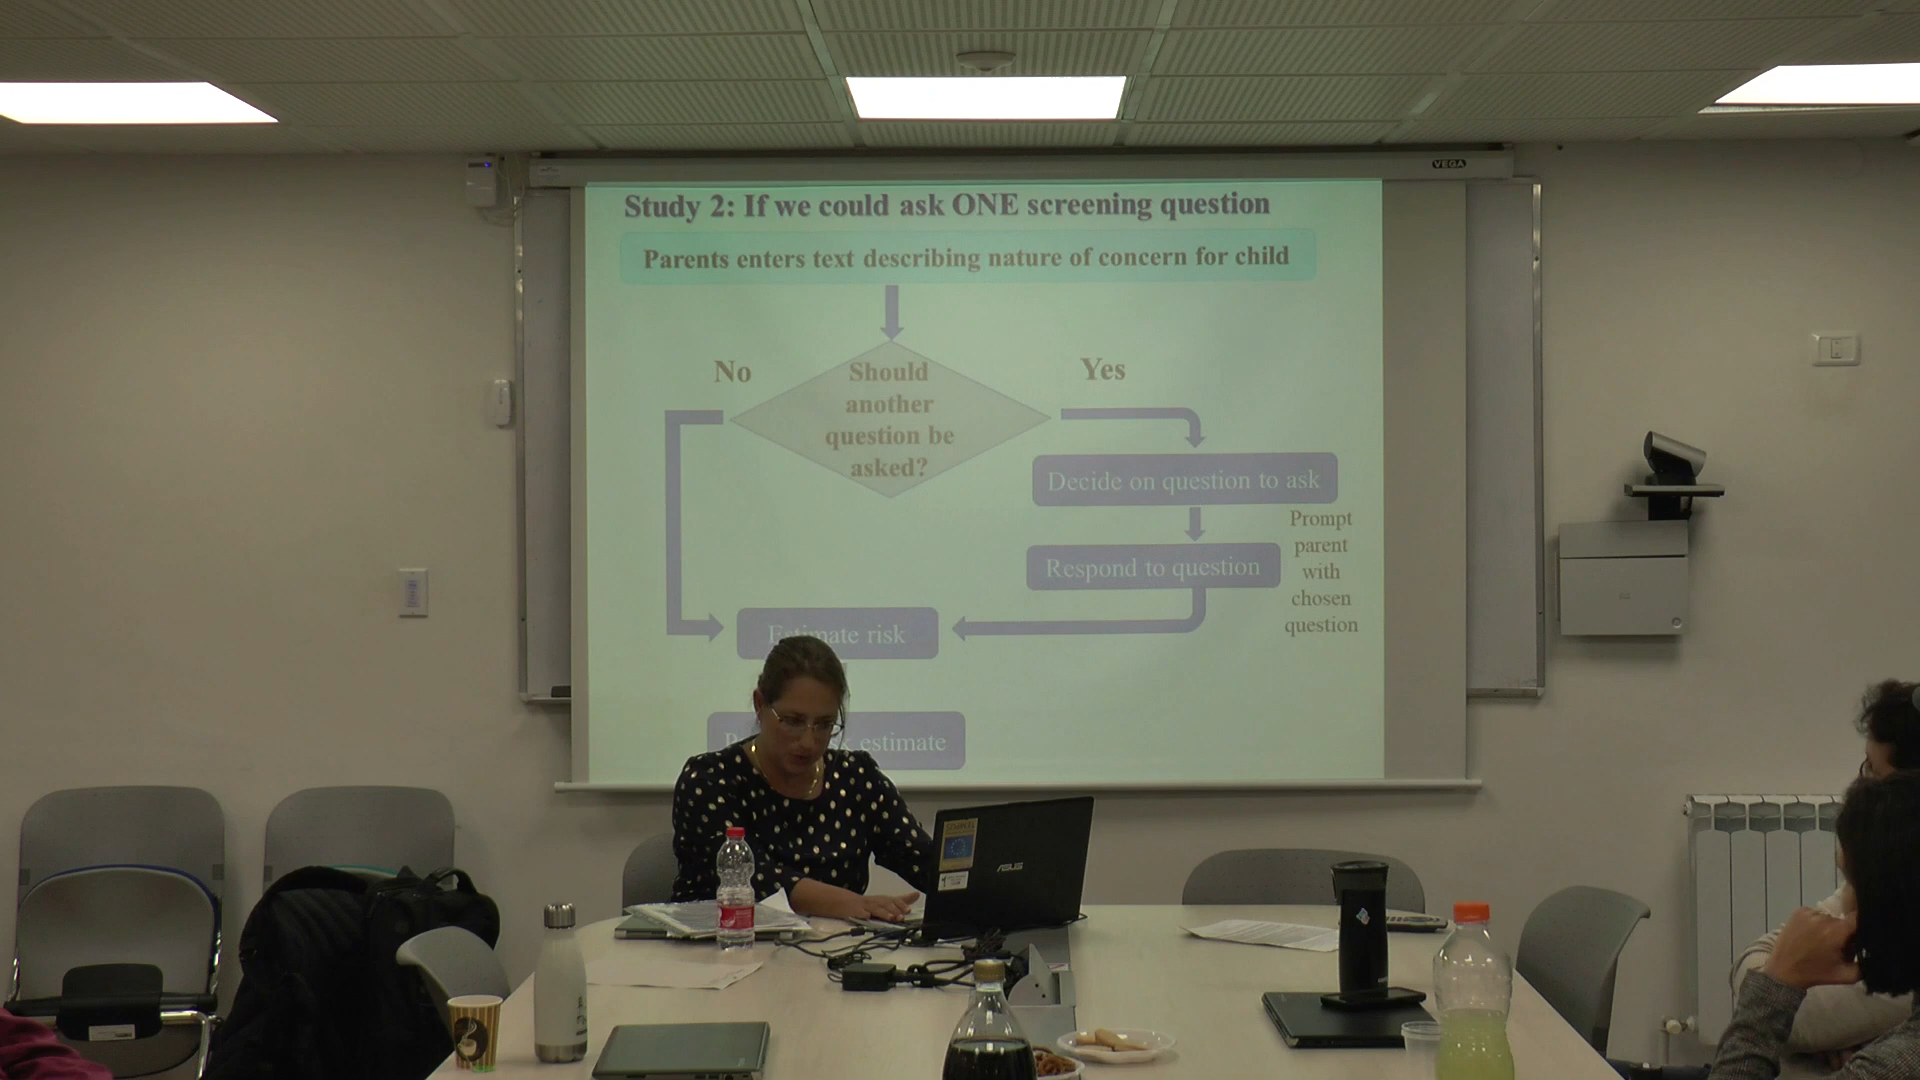 VEGA
Study 2: If we could ask ONE screening question
Parents enters text describing nature of concern for child
No
Yes
Should
another
question be
asked?
Decide on question to ask
Prompt
parent
with
chosen
question
Respond to question
Estimate risk
estimate
ASUS